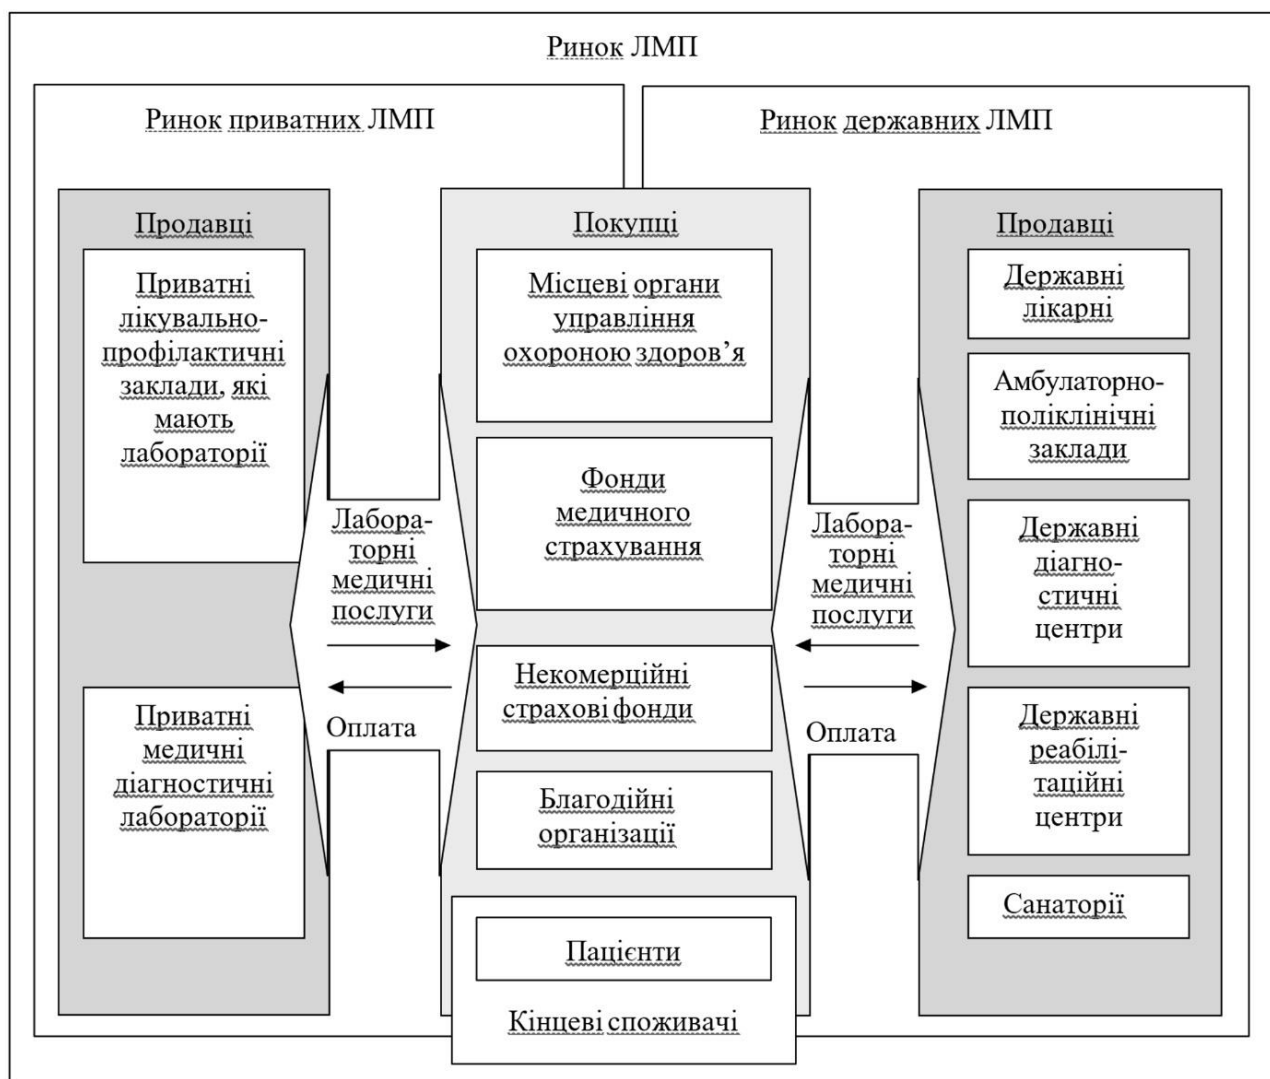 Ринок ЛМП
Ринок приватних ЛМП
Ринок державних ЛМП
Продавці
Приватні
лікувально-
профілактичні
заклади, які
мають
лабораторії
Приватні
медичні
діагностичні
лабораторії
Лабора-
торні
медичні
послуги
Оплата
Покупці
Місцеві органи
управління
охороною здоров’я
Фонди
медичного
страхування
Некомерційні
страхові фонди
Благодійні
організації
Пацієнти
Кінцеві споживачі
Лабора-
торні
медичні
послуги
Оплата
Продавці
Державні
лікарні
Амбулаторно-
поліклінічні
заклади
Державні
діагно-
стичні
центри
Державні
реабілі-
таційні
центри
Санаторії